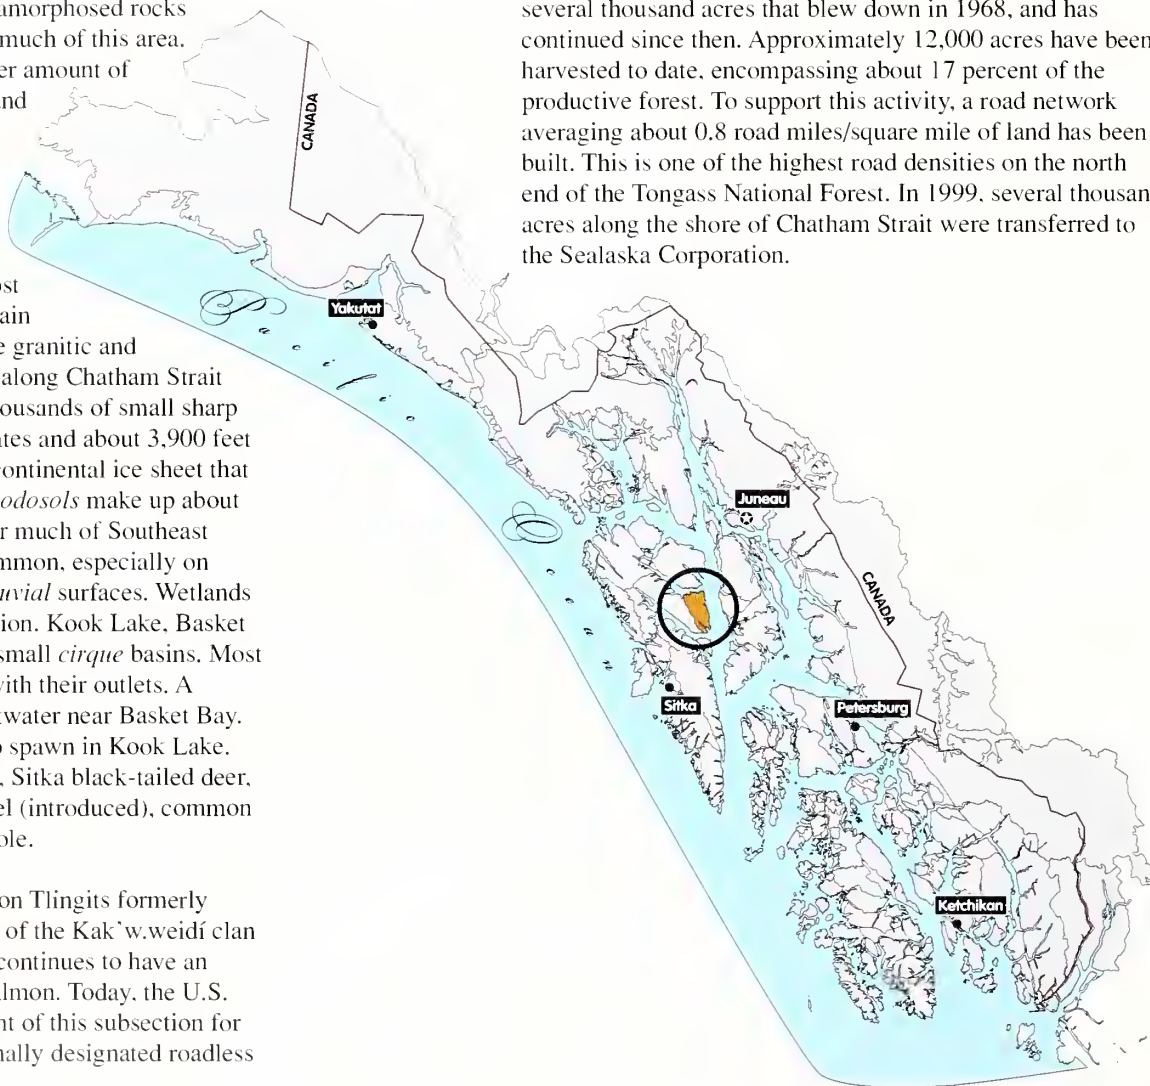 amorphosed rocks
much of this area.
er amount of
nd
st
ain
e granitic and
along Chatham Strait
ousands of small sharp
ates and about 3,900 feet
continental ice sheet that
odosols make up about
r much of Southeast
mmon, especially on
uvial surfaces. Wetlands
ion. Kook Lake, Basket
small cirque basins. Most
with their outlets. A
twater near Basket Bay.
o spawn in Kook Lake.
, Sitka black-tailed deer,
el (introduced), common
ole.
on Tlingits formerly
of the Kak'w.weidí clan
continues to have an
lmon. Today, the U.S.
nt of this subsection for
nally designated roadless
several thousand acres that blew down in 1968, and has
continued since then. Approximately 12,000 acres have been
harvested to date, encompassing about 17 percent of the
productive forest. To support this activity, a road network
averaging about 0.8 road miles/square mile of land has been
built. This is one of the highest road densities on the north
end of the Tongass National Forest. In 1999, several thousan
acres along the shore of Chatham Strait were transferred to
the Sealaska Corporation.
CANADA
Yakutat
Pacific
Ocean
Juneau
CANADA
Sitka
Petersburg
Ketchikan